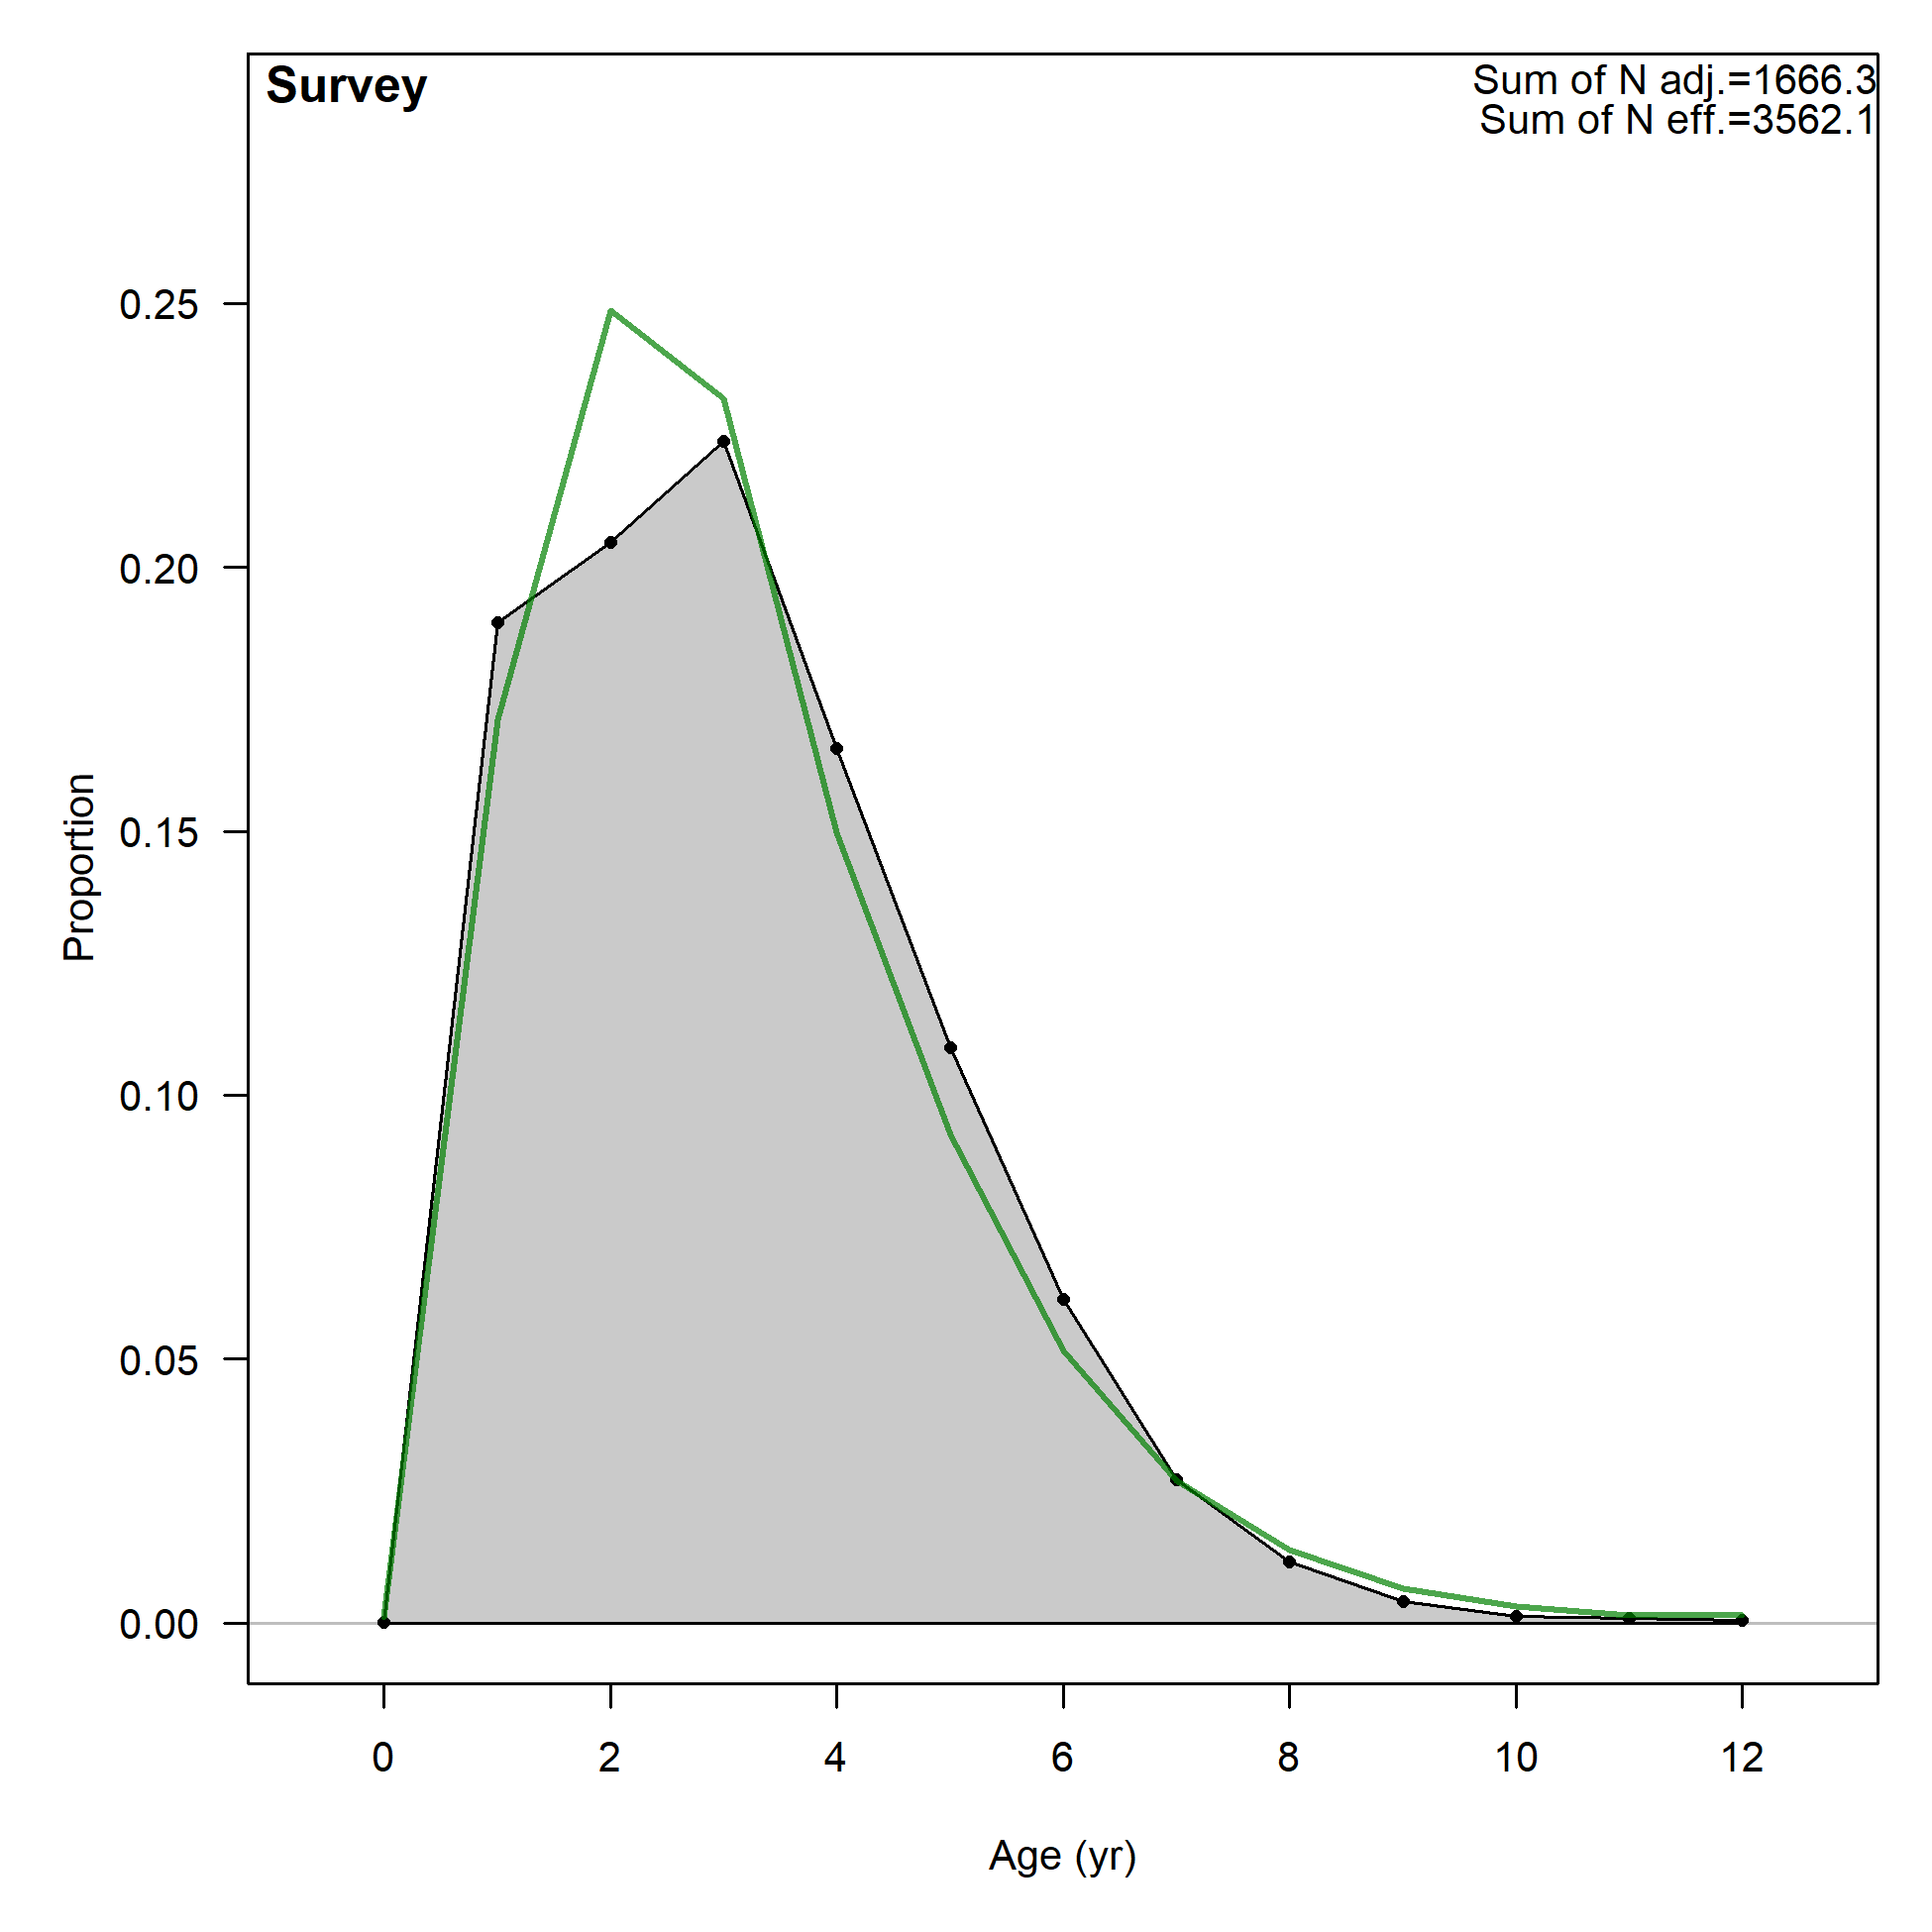 Survey
Sum of N adj.=1666.3
Sum of N eff.=3562.1
Proportion
0.25
0.20
0.15
0.10
0.05
0.00
0 2 4 6 8 10 12
Age (yr)